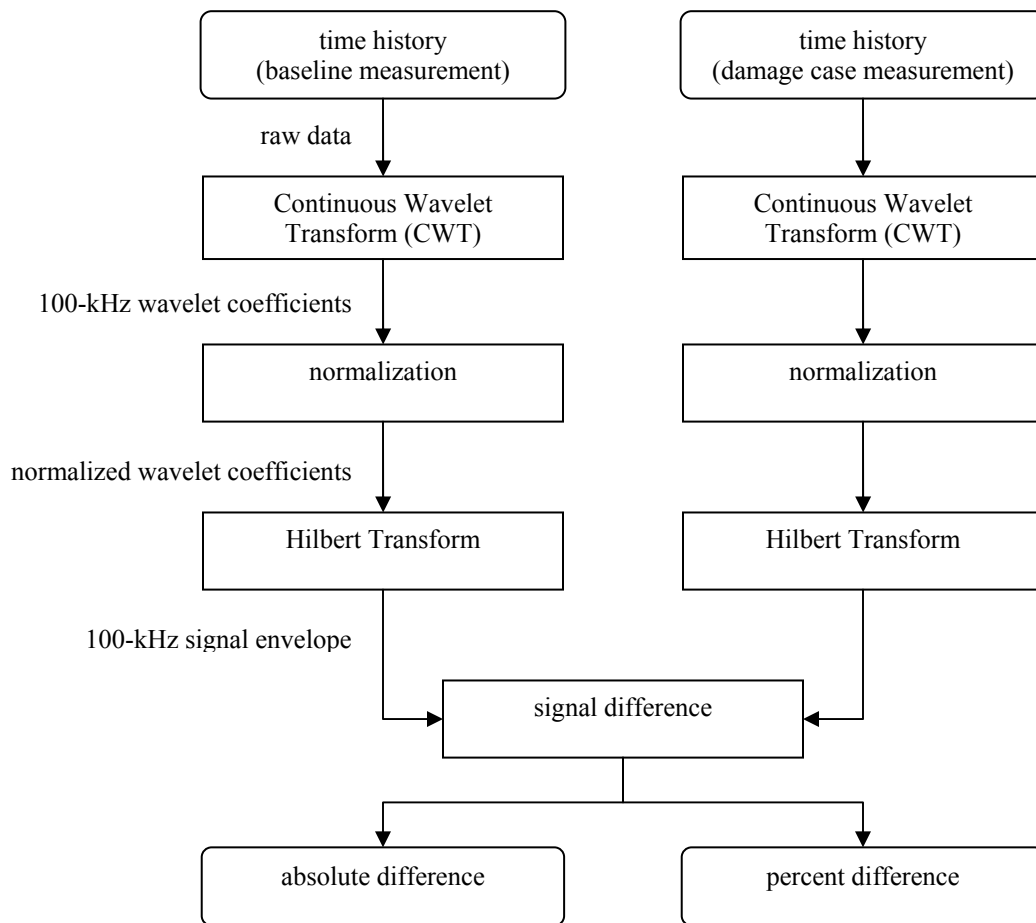 time history
(baseline measurement)
time history
(damage case measurement)
raw data
Continuous Wavelet
Transform (CWT)
Continuous Wavelet
Transform (CWT)
100-kHz wavelet coefficients
normalization
normalization
normalized wavelet coefficients
Hilbert Transform
Hilbert Transform
100-kHz signal envelope
signal difference
absolute difference
percent difference